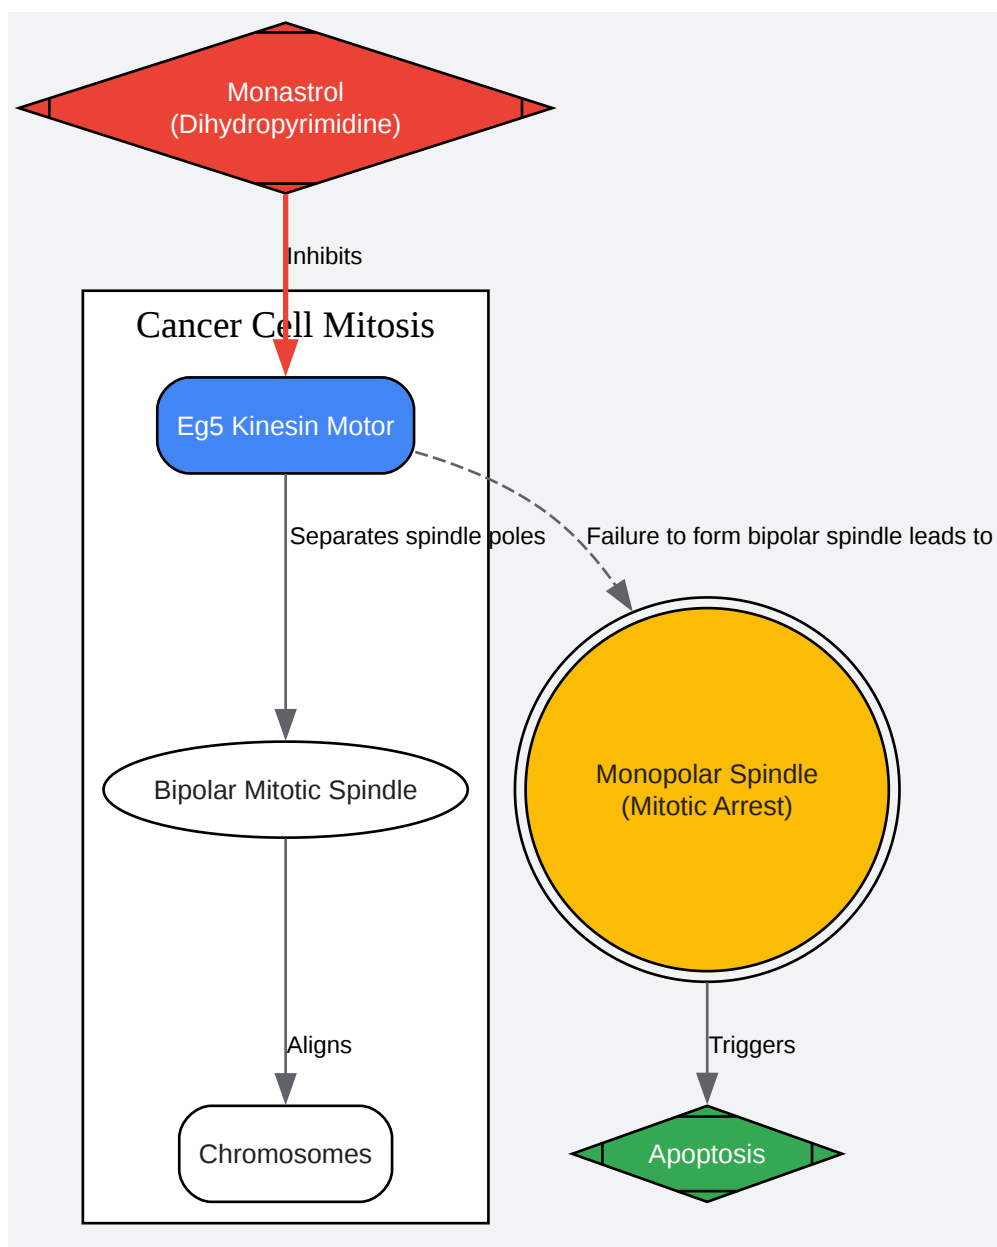 Monastrol
(Dihydropyrimidine)
Inhibits
Cancer Cell Mitosis
Eg5 Kinesin Motor
Separates spindle poles
Failure to form bipolar spindle leads to
Bipolar Mitotic Spindle
Monopolar Spindle
(Mitotic Arrest)
Aligns
Triggers
Chromosomes
Apoptosis